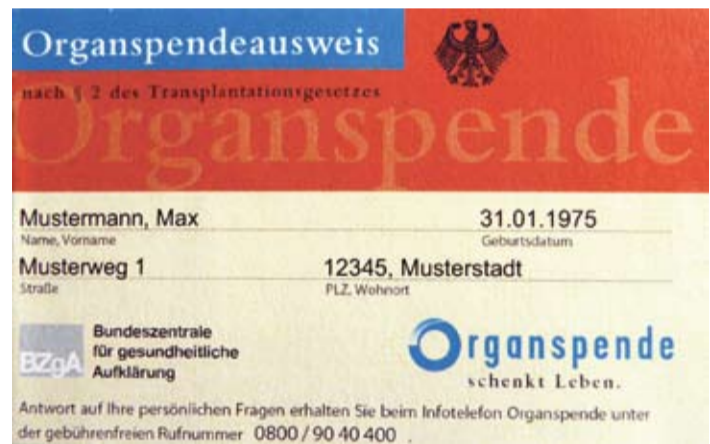 Organspendeausweis
nach § 2 des Transplantationsgesetzes
Organspende
Mustermann, Max 31.01.1975
Name, Vorname Geburtsdatum
Musterweg 1 12345, Musterstadt
Straße PLZ, Wohnort
BZgA
Bundeszentrale
für gesundheitliche
Aufklärung
Organspende
schenkt Leben.
Antwort auf Ihre persönlichen Fragen erhalten Sie beim Infotelefon Organspende unter
der gebührenfreien Rufnummer 0800 / 90 40 400 .